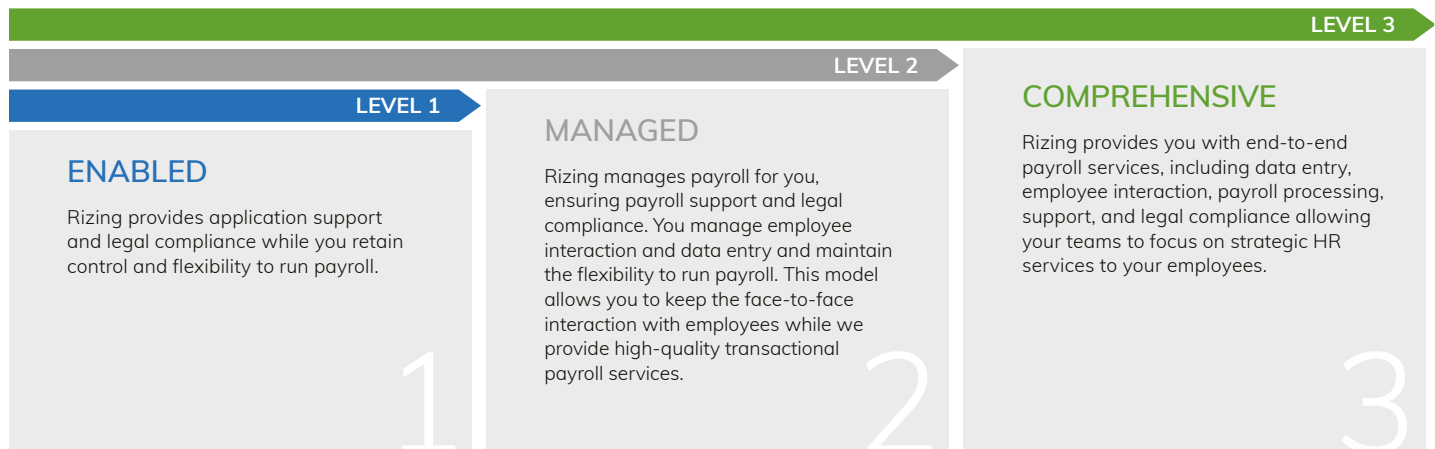 LEVEL 3
LEVEL 2
LEVEL 1
ENABLED
Rizing provides application support
and legal compliance while you retain
control and flexibility to run payroll.
1
MANAGED
Rizing manages payroll for you,
ensuring payroll support and legal
compliance. You manage employee
interaction and data entry and maintain
the flexibility to run payroll. This model
allows you to keep the face-to-face
interaction with employees while we
provide high-quality transactional
payroll services.
2
COMPREHENSIVE
Rizing provides you with end-to-end
payroll services, including data entry,
employee interaction, payroll processing,
support, and legal compliance allowing
your teams to focus on strategic HR
services to your employees.
3